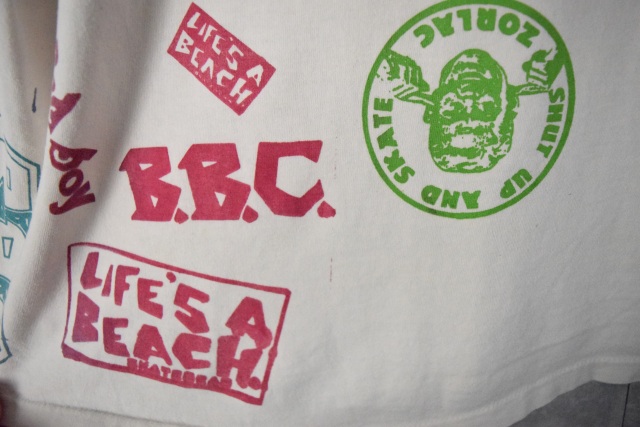 LIFE'S A
BEACH
ZORLAC
SHUT UP AND SKATE
BOY
B.B.C.
LIFE'S A
BEACH.